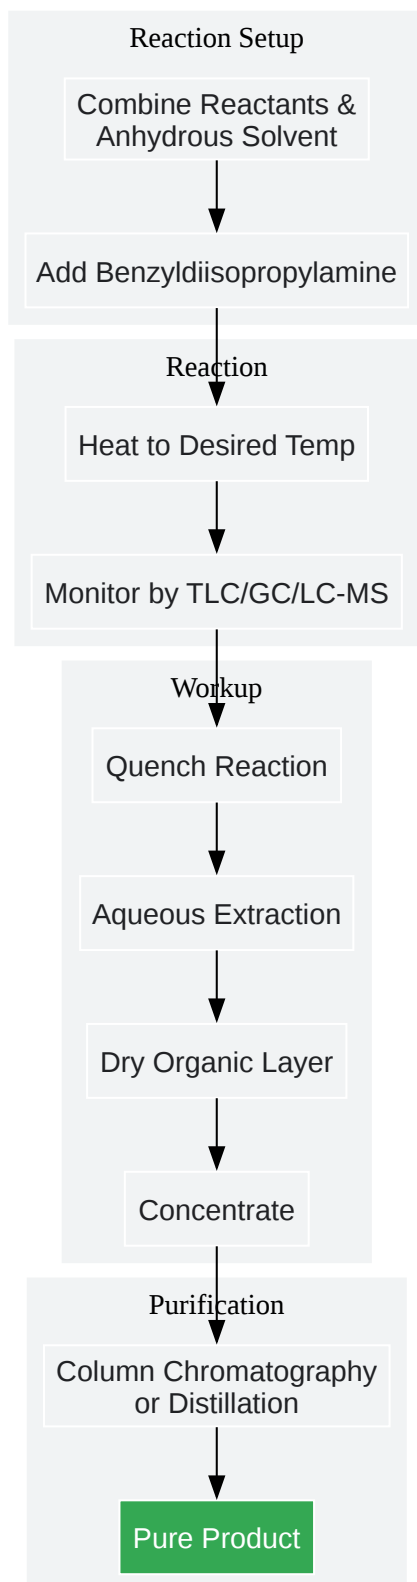 Reaction Setup
Combine Reactants &
Anhydrous Solvent
Add Benzyldiisopropylamine
Reaction
Heat to Desired Temp
Monitor by TLC/GC/LC-MS
Workup
Quench Reaction
Aqueous Extraction
Dry Organic Layer
Concentrate
Purification
Column Chromatography
or Distillation
Pure Product